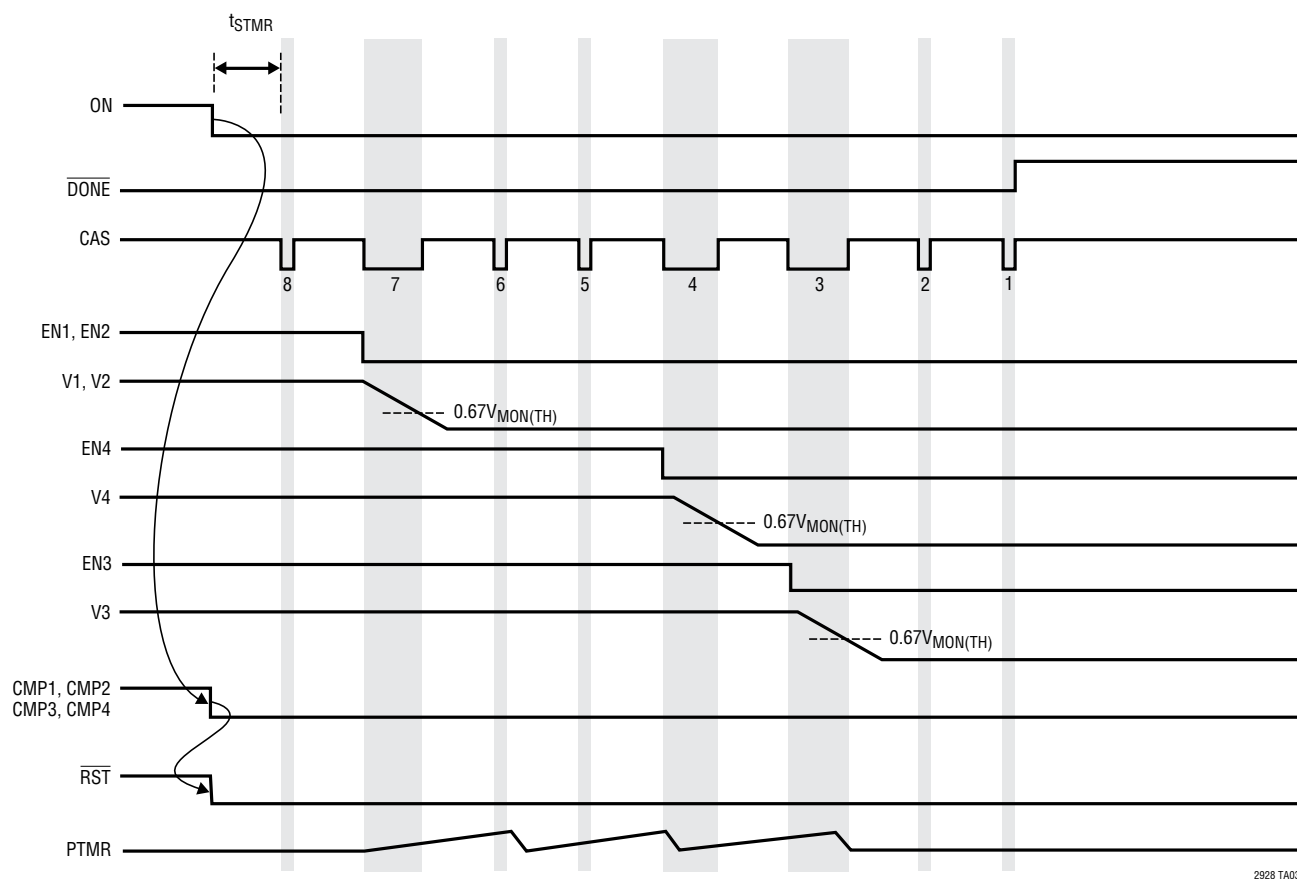 tSTMR
ON
DONE
CAS
8 7 6 5 4 3 2 1
EN1, EN2
V1, V2
0.67VMON(TH)
EN4
V4
0.67VMON(TH)
EN3
V3
0.67VMON(TH)
CMP1, CMP2
CMP3, CMP4
RST
PTMR
2928 TA03